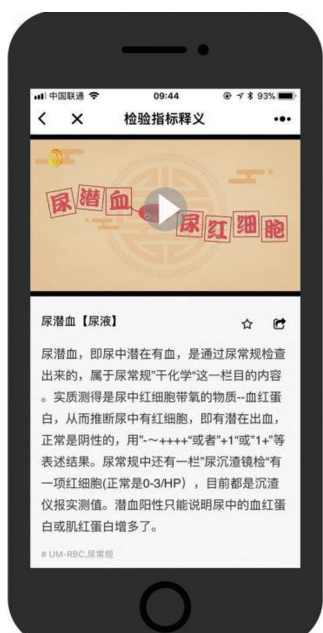 中国联通
09:44
93%
检验指标释义
尿潜血
尿红细胞
尿潜血【尿液】
尿潜血，即尿中潜在有血，是通过尿常规检查
出来的，属于尿常规"干化学"这一栏目的内容
。实质测得是尿中红细胞带氧的物质--血红蛋
白，从而推断尿中有红细胞，即有潜在出血，
正常是阴性的，用"-～++++"或者"+1"或"1+"等
表述结果。尿常规中还有一栏"尿沉渣镜检"有
一项红细胞(正常是0-3/HP），目前都是沉渣
仪报实测值。潜血阳性只能说明尿中的血红蛋
白或肌红蛋白增多了。
# UM-RBC,尿常规